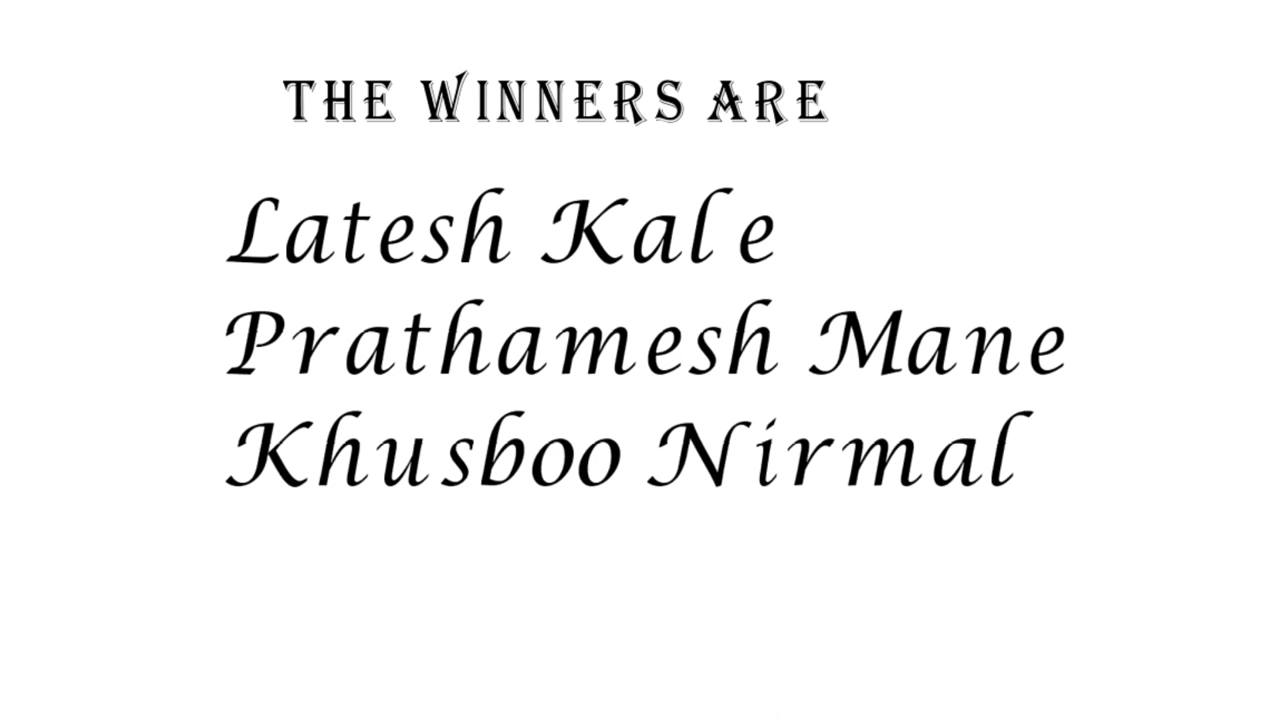 THE WINNERS ARE
Latesh Kale
Prathamesh Mane
Khusboo Nirmal